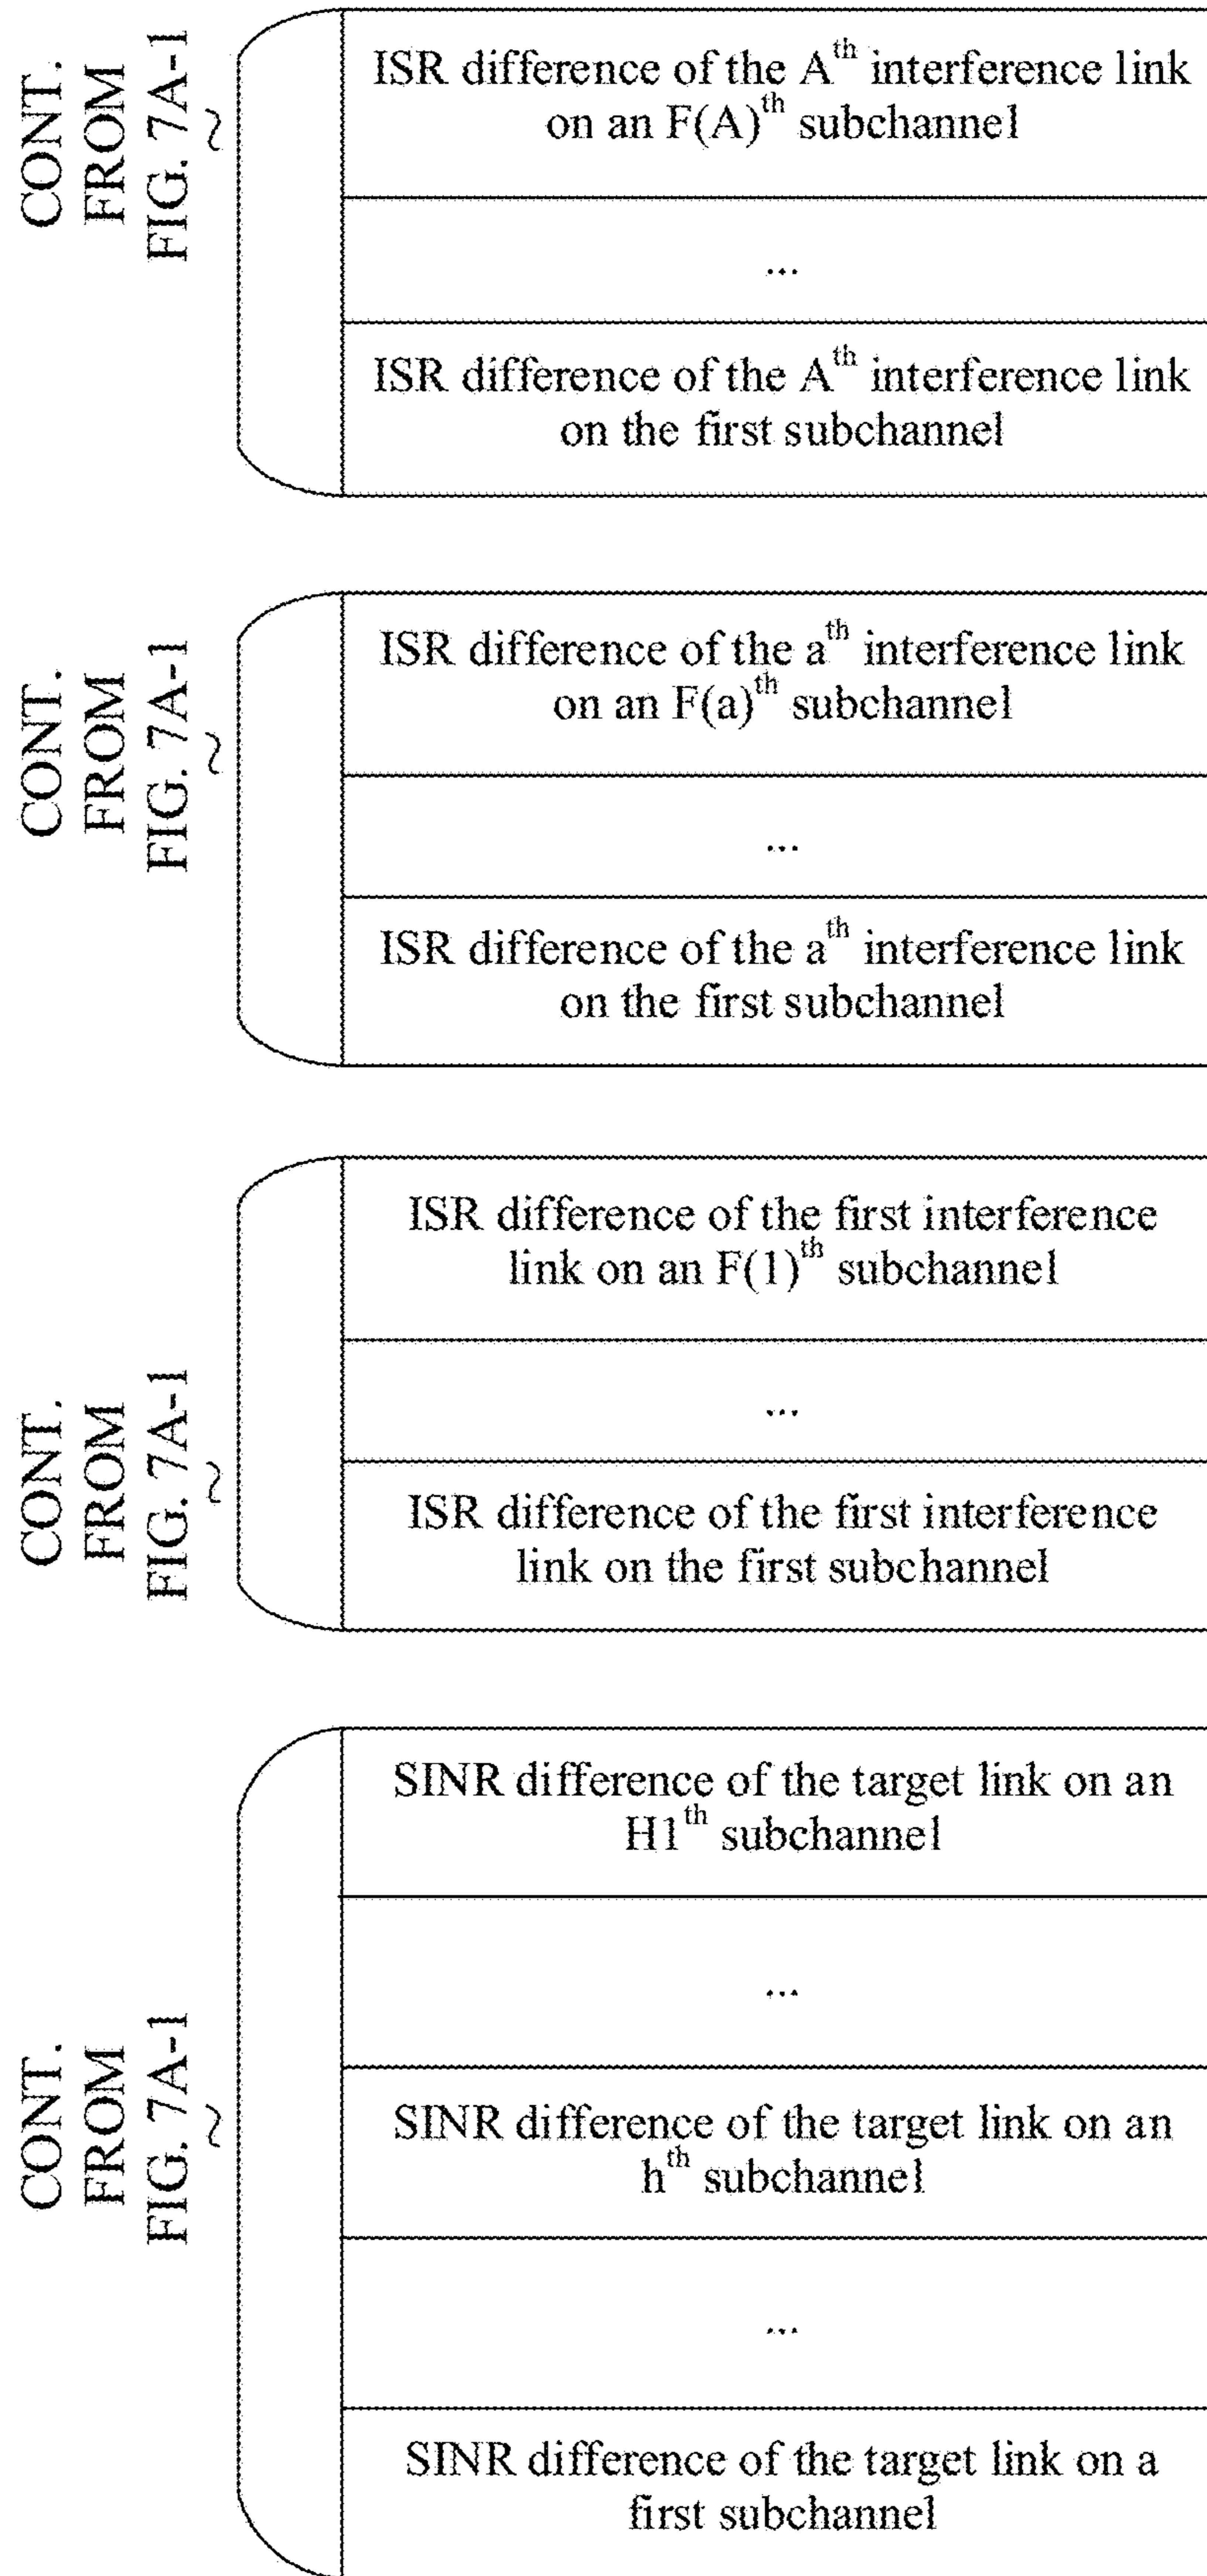 CONT.
FROM
FIG. 7A-1
~
ISR difference of the A^th interference link
on an F(A)^th subchannel
...
ISR difference of the A^th interference link
on the first subchannel
CONT.
FROM
FIG. 7A-1
~
ISR difference of the a^th interference link
on an F(a)^th subchannel
...
ISR difference of the a^th interference link
on the first subchannel
CONT.
FROM
FIG. 7A-1
~
ISR difference of the first interference
link on an F(1)^th subchannel
...
ISR difference of the first interference
link on the first subchannel
CONT.
FROM
FIG. 7A-1
~
SINR difference of the target link on an
H1^th subchannel
...
SINR difference of the target link on an
h^th subchannel
...
SINR difference of the target link on a
first subchannel